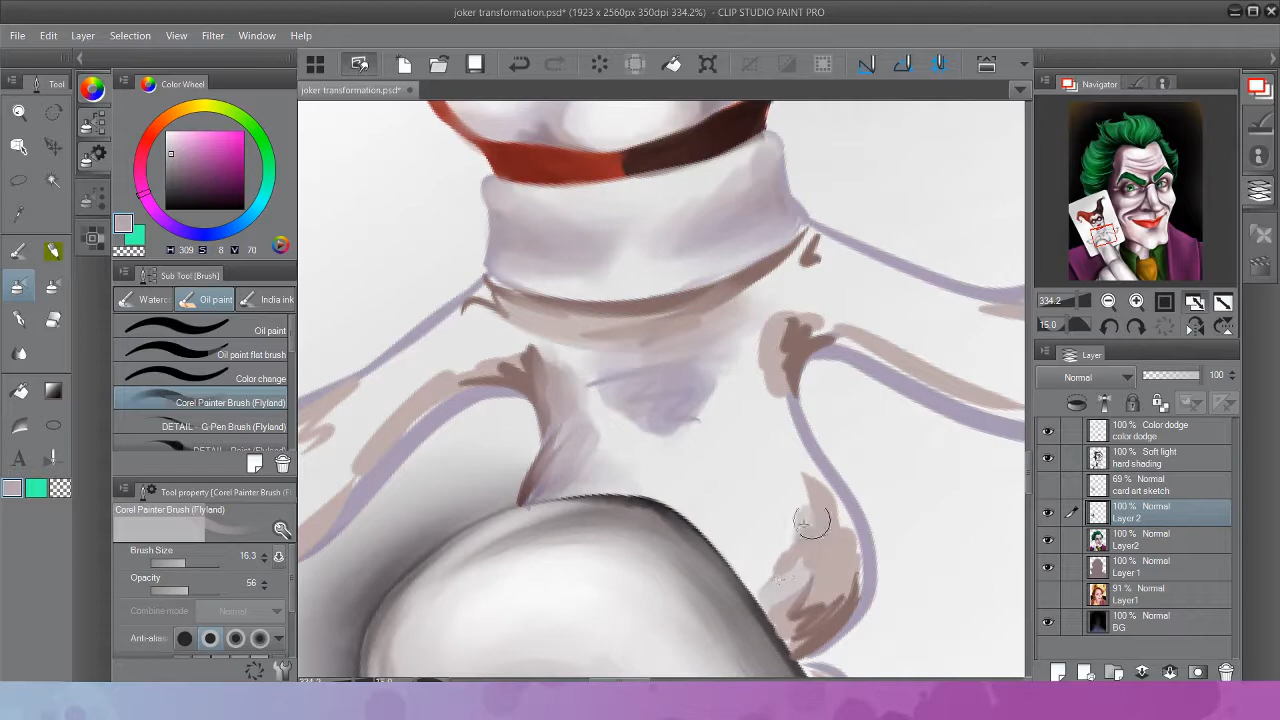 joker transformation.psd* (1923 x 2560px 350dpi 334.2%) - CLIP STUDIO PAINT PRO
File Edit Layer Selection View Filter Window Help
Tool
Color Wheel
joker transformation.psd*
Navigator
H 309 S 8 V 70
Sub Tool [Brush]
Waterc Oil paint India ink
Oil paint
Oil paint flat brush
Color change
Corel Painter Brush (Flyland)
DETAIL - G-Pen Brush (Flyland)
Tool property [Corel Painter Brush (Fl
Corel Painter Brush (Flyland)
Brush Size 16.3
Opacity 56
Combine mode Normal
Anti-alias
334.2
15.0
Layer
Normal 100
100 % Color dodge
color dodge
100 % Soft light
hard shading
69 % Normal
card art sketch
100 % Normal
Layer 2
100 % Normal
Layer2
100 % Normal
Layer 1
91 % Normal
Layer1
100 % Normal
BG